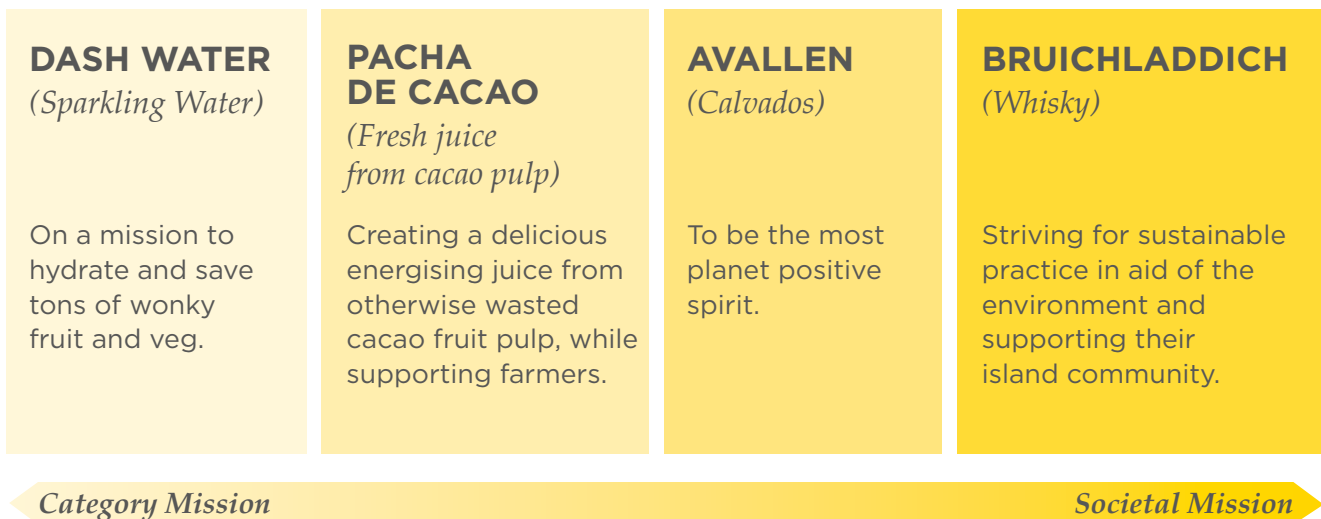 DASH WATER
(Sparkling Water)
On a mission to
hydrate and save
tons of wonky
fruit and veg.
PACHA
DE CACAO
(Fresh juice
from cacao pulp)
Creating a delicious
energising juice from
otherwise wasted
cacao fruit pulp, while
supporting farmers.
AVALLEN
(Calvados)
To be the most
planet positive
spirit.
BRUICHLADDICH
(Whisky)
Striving for sustainable
practice in aid of the
environment and
supporting their
island community.
Category Mission
Societal Mission